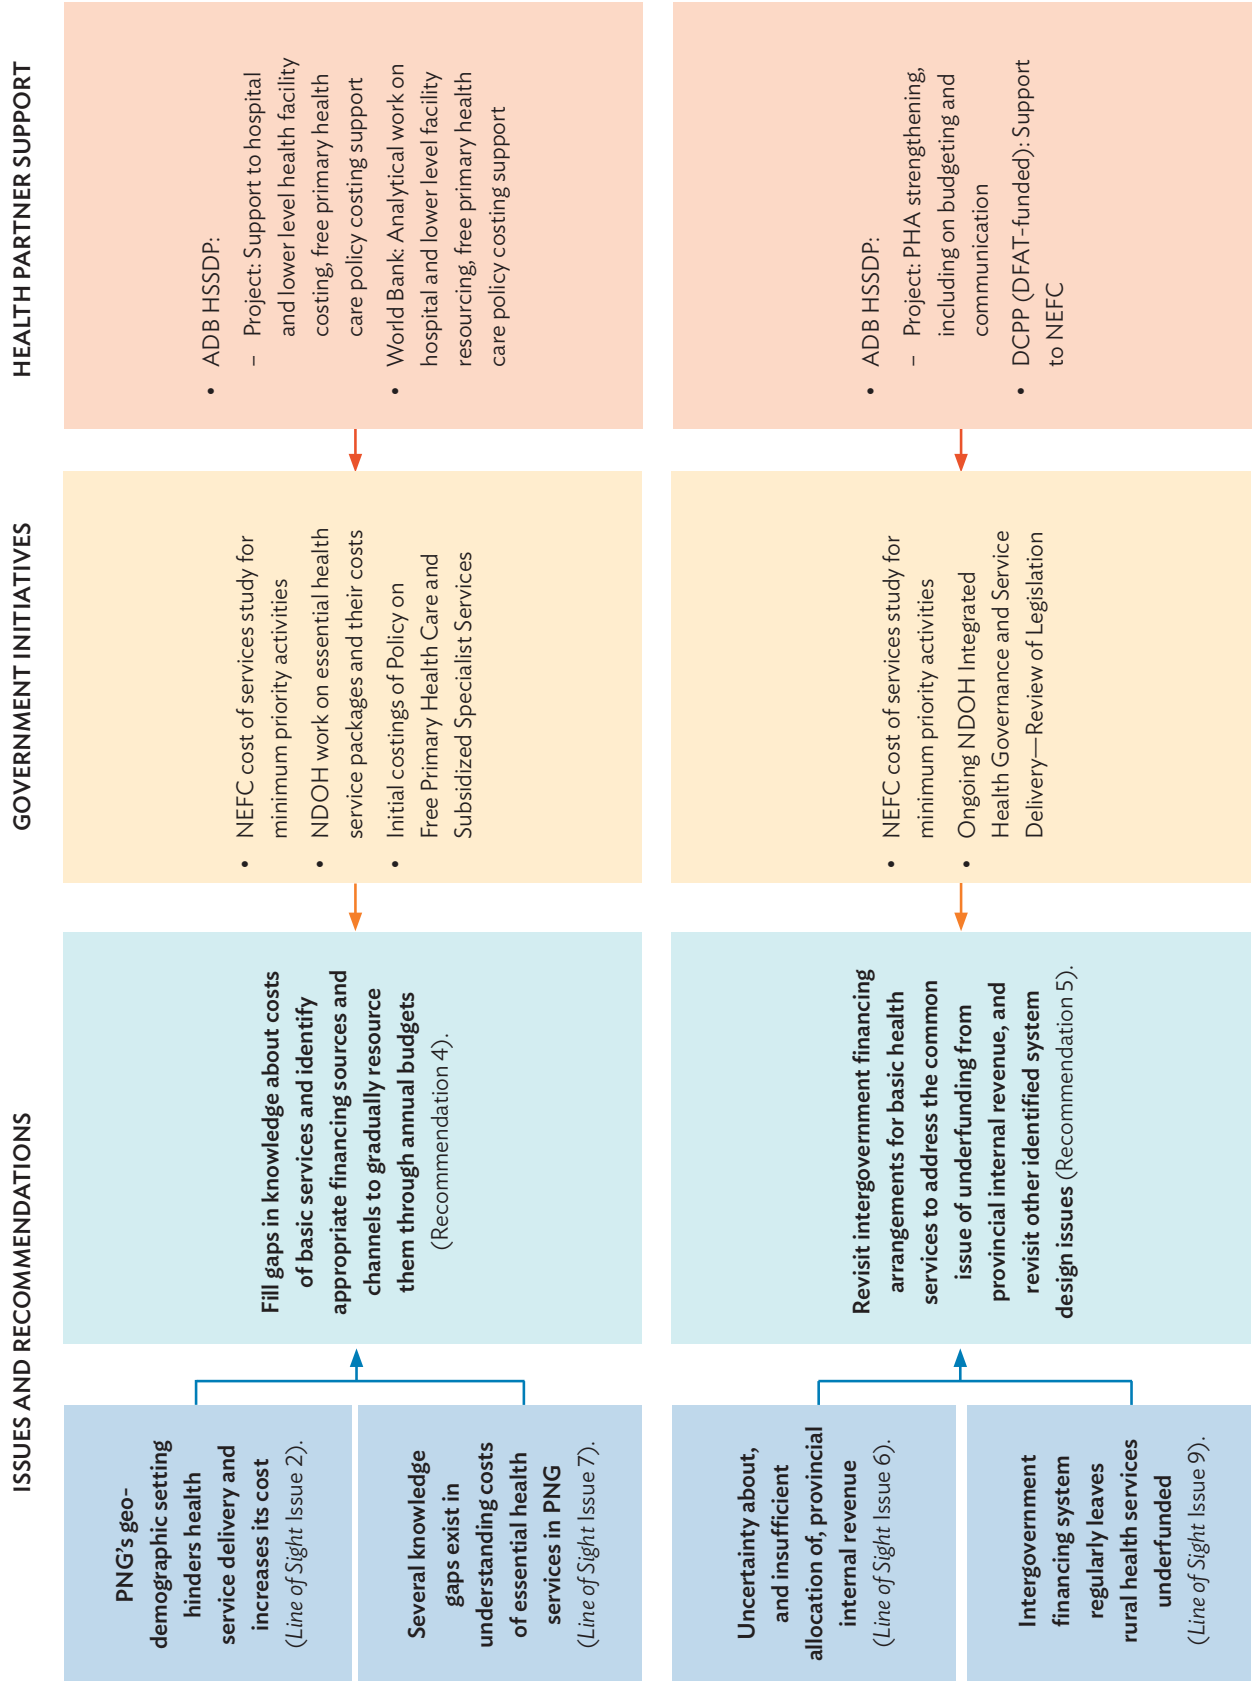 ISSUES AND RECOMMENDATIONS
GOVERNMENT INITIATIVES
HEALTH PARTNER SUPPORT
PNG's geo-
demographic setting
hinders health
service delivery and
increases its cost
(Line of Sight Issue 2).
Several knowledge
gaps exist in
understanding costs
of essential health
services in PNG
(Line of Sight Issue 7).
Fill gaps in knowledge about costs
of basic services and identify
appropriate financing sources and
channels to gradually resource
them through annual budgets
(Recommendation 4).
• NEFC cost of services study for
minimum priority activities
• NDOH work on essential health
service packages and their costs
• Initial costings of Policy on
Free Primary Health Care and
Subsidized Specialist Services
• ADB HSSDP:
– Project: Support to hospital
and lower level health facility
costing, free primary health
care policy costing support
• World Bank: Analytical work on
hospital and lower level facility
resourcing, free primary health
care policy costing support
Uncertainty about,
and insufficient
allocation of, provincial
internal revenue
(Line of Sight Issue 6).
Intergovernment
financing system
regularly leaves
rural health services
underfunded
(Line of Sight Issue 9).
Revisit intergovernment financing
arrangements for basic health
services to address the common
issue of underfunding from
provincial internal revenue, and
revisit other identified system
design issues (Recommendation 5).
• NEFC cost of services study for
minimum priority activities
• Ongoing NDOH Integrated
Health Governance and Service
Delivery—Review of Legislation
• ADB HSSDP:
– Project: PHA strengthening,
including on budgeting and
communication
• DCPP (DFAT-funded): Support
to NEFC